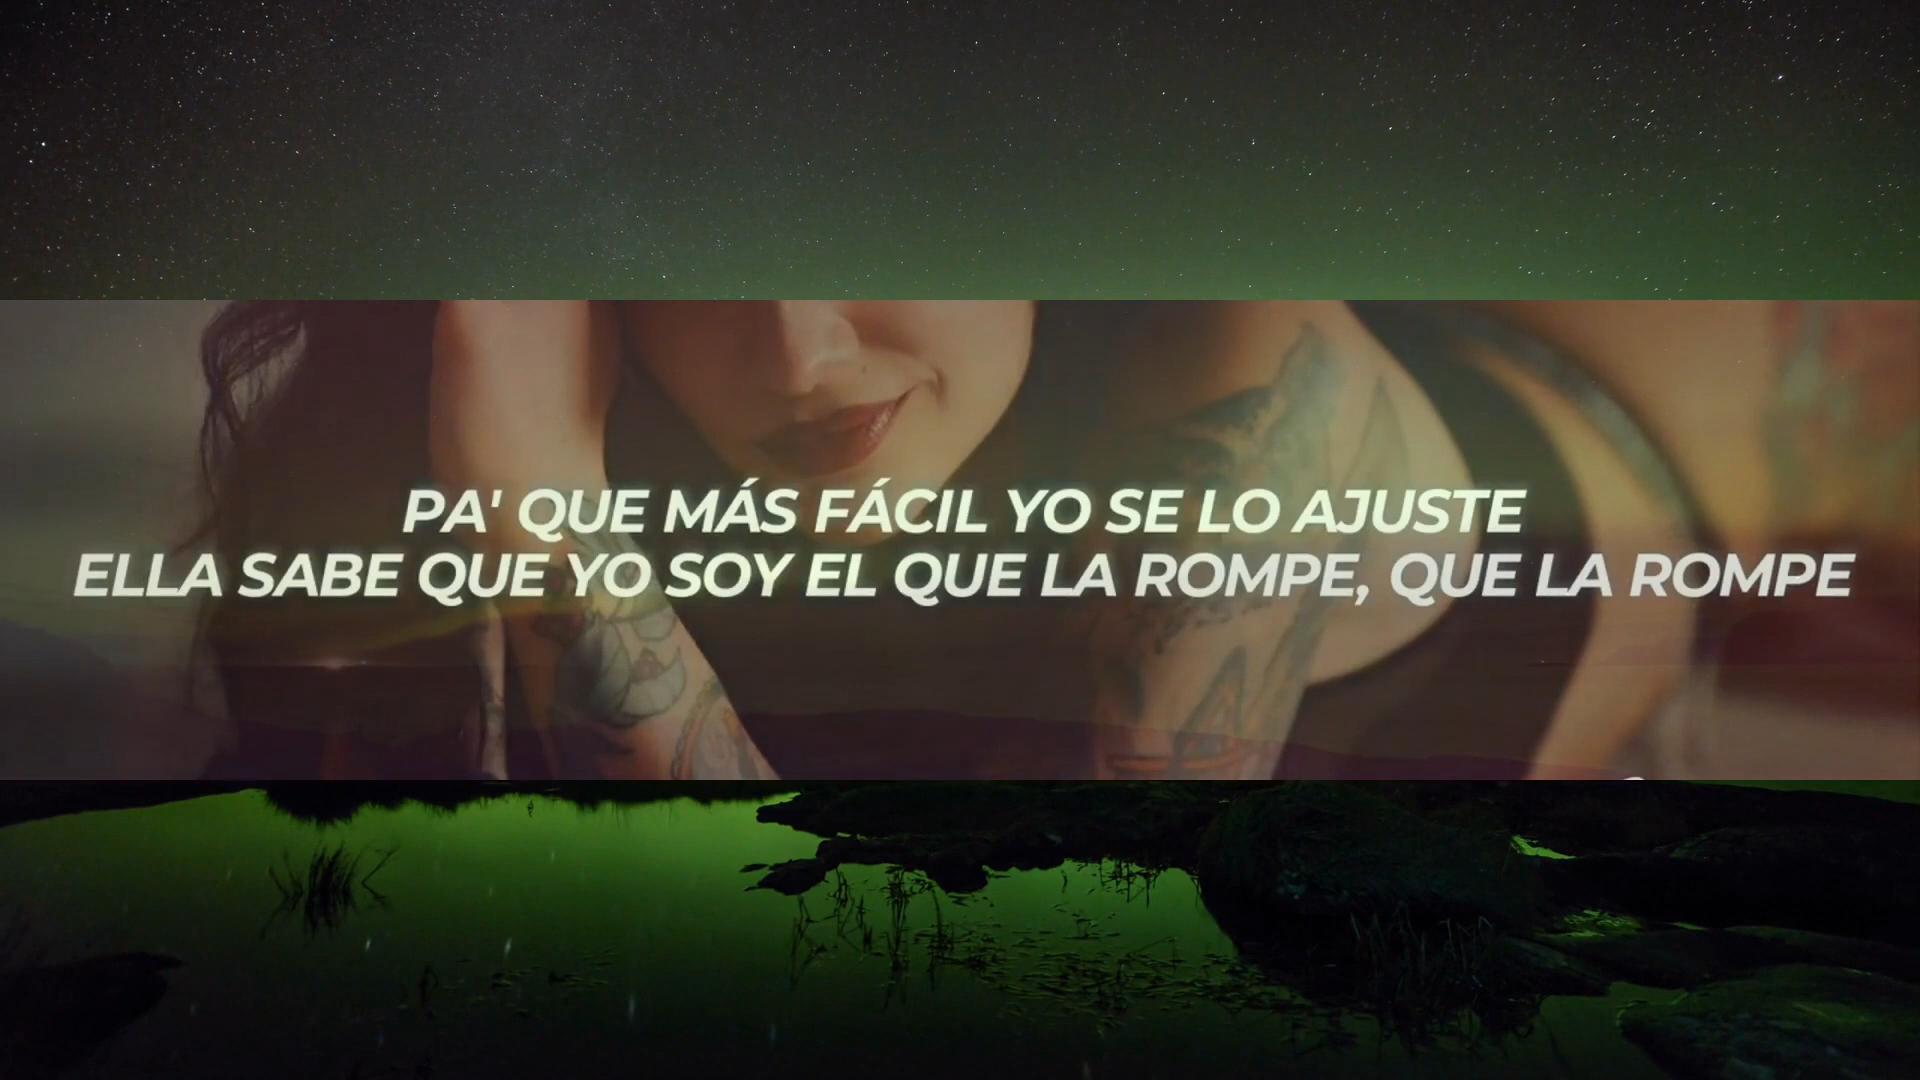 PA' QUE MÁS FÁCIL YO SE LO AJUSTE
ELLA SABE QUE YO SOY EL QUE LA ROMPE, QUE LA ROMPE